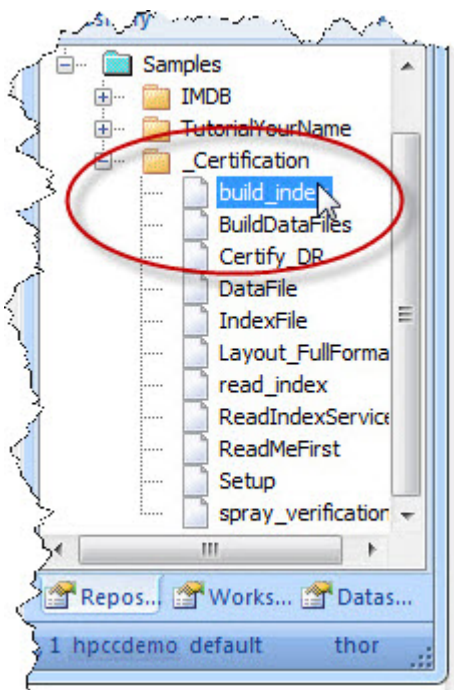 Samples
IMDB
TutorialYourName
_Certification
build_index
BuildDataFiles
Certify_DR
DataFile
IndexFile
Layout_FullForma
read_index
ReadIndexService
ReadMeFirst
Setup
spray_verification
Repos... Works... Datas...
1 hpccdemo default thor